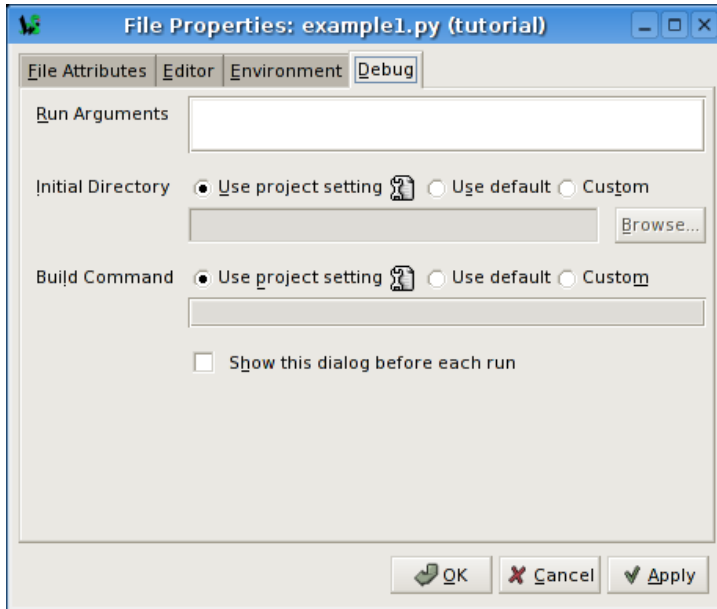 File Properties: example1.py (tutorial)
File Attributes Editor Environment Debug
Run Arguments
Initial Directory Use project setting Use default Custom
Browse...
Build Command Use project setting Use default Custom
Show this dialog before each run
OK Cancel Apply